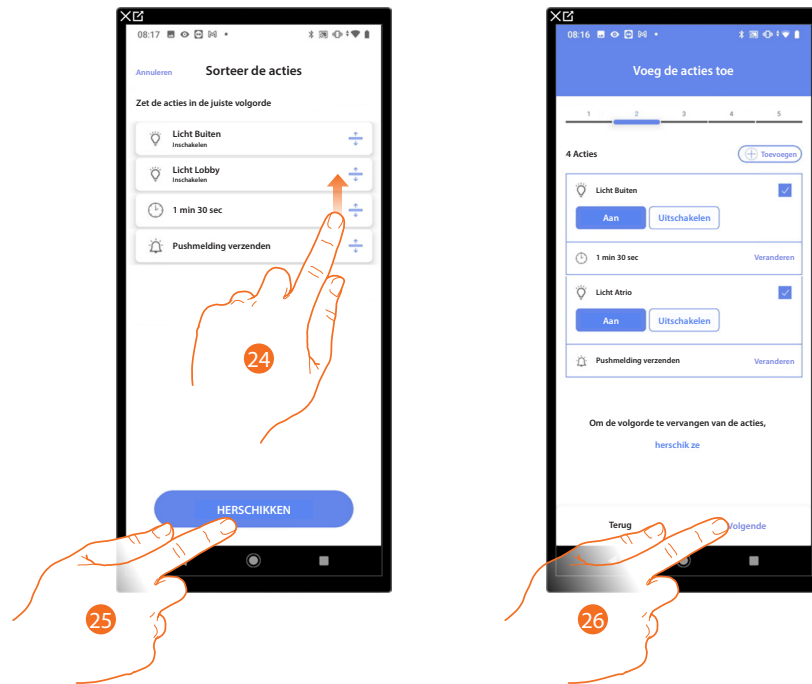 08:17
Annuleren
Sorteer de acties
Zet de acties in de juiste volgorde
Licht Buiten
Inschakelen
Licht Lobby
Inschakelen
1 min 30 sec
Pushmelding verzenden
24
HERSCHIKKEN
25
08:16
Voeg de acties toe
1 2 3 4 5
4 Acties
Toevoegen
Licht Buiten
Aan Uitschakelen
1 min 30 sec Veranderen
Licht Atrio
Aan Uitschakelen
Pushmelding verzenden Veranderen
Om de volgorde te vervangen van de acties,
herschik ze
Terug Volgende
26